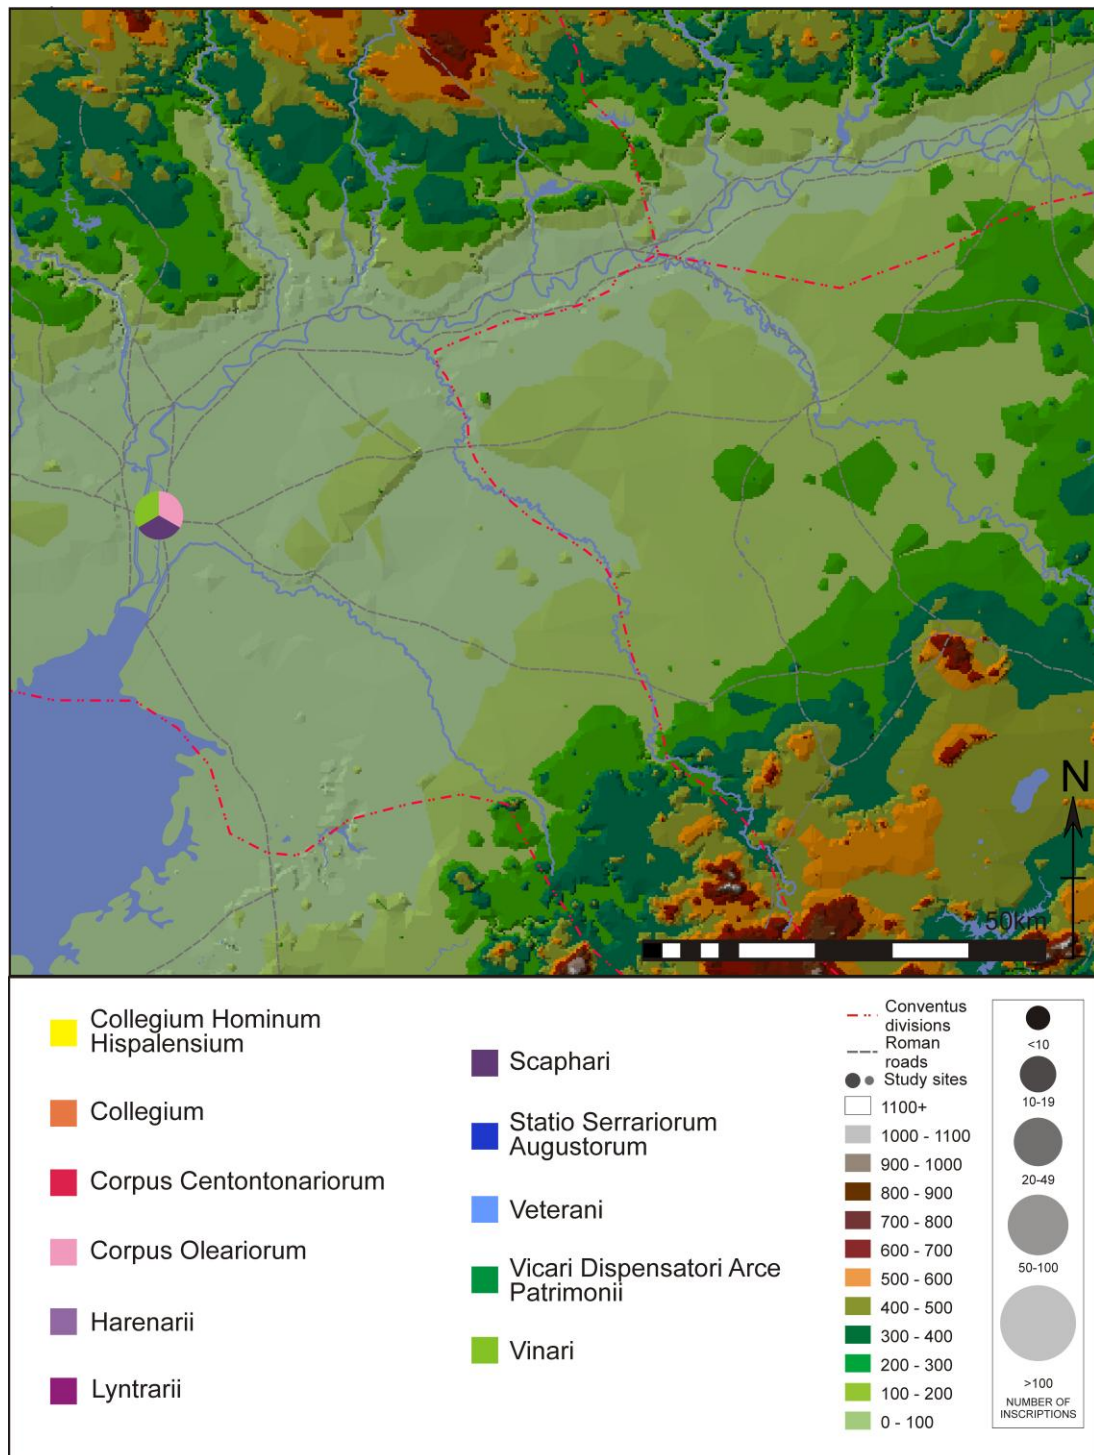 N
50km
Collegium Hominum
Hispalensium
Collegium
Corpus Centontonariorum
Corpus Oleariorum
Harenarii
Lyntrarii
Scaphari
Statio Serrariorum
Augustorum
Veterani
Vicari Dispensatori Arce
Patrimonii
Vinari
Conventus
divisions
Roman
roads
Study sites
1100+
1000 - 1100
900 - 1000
800 - 900
700 - 800
600 - 700
500 - 600
400 - 500
300 - 400
200 - 300
100 - 200
0 - 100
<10
10-19
20-49
50-100
>100
NUMBER OF
INSCRIPTIONS